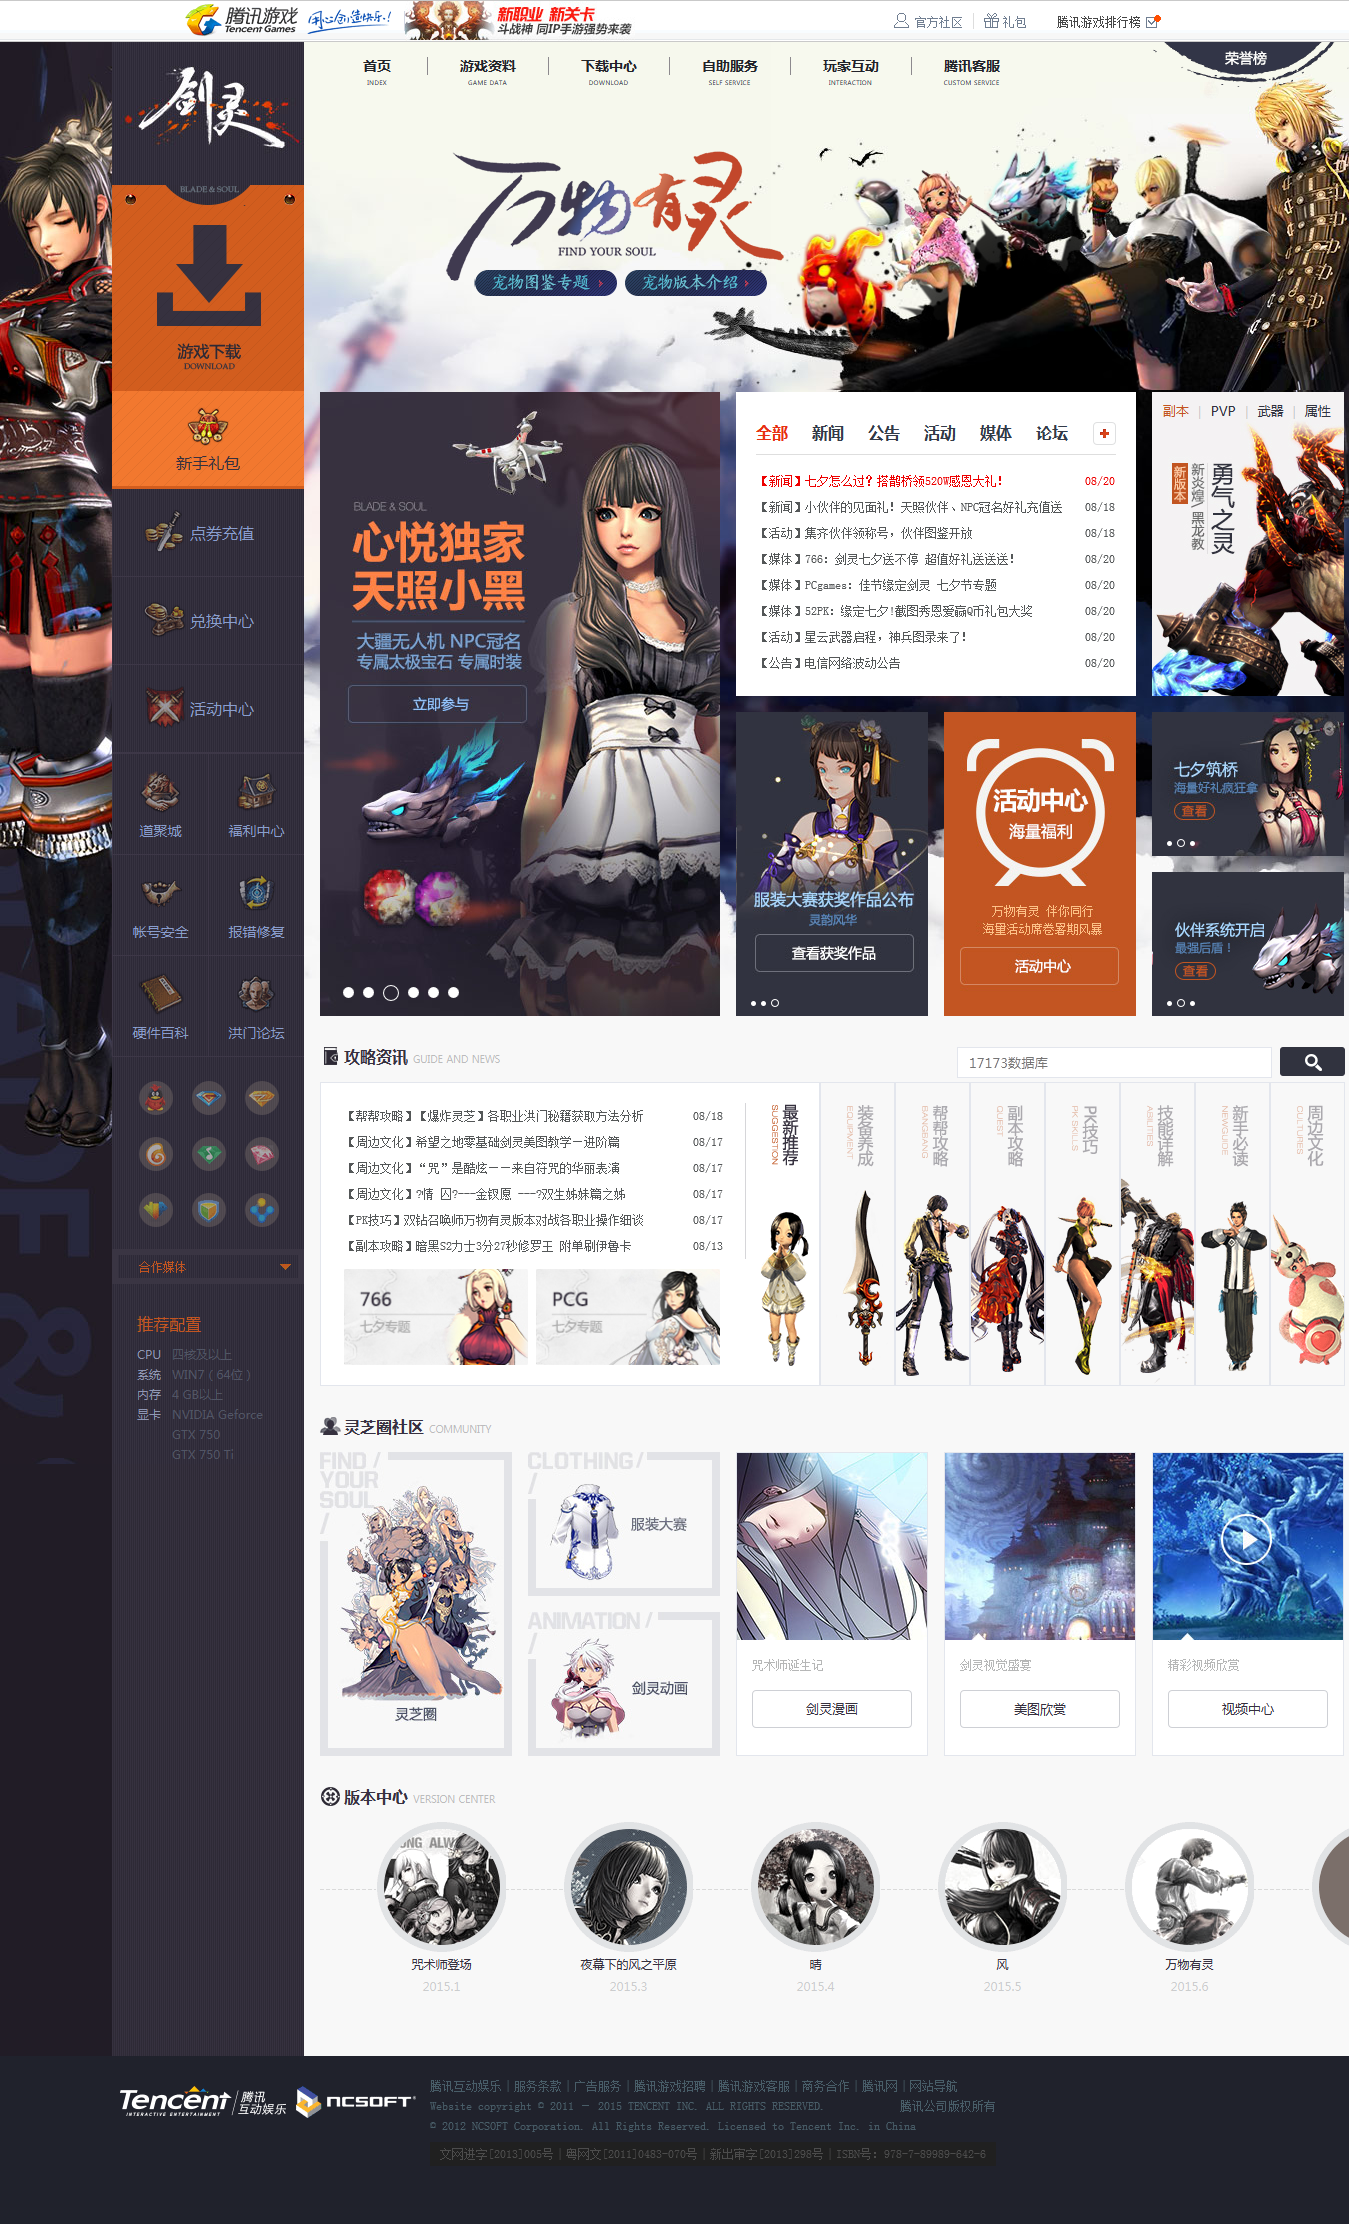 腾讯游戏
Tencent Games
用心创造快乐!
新职业 新关卡
斗战神 同IP手游强势来袭
官方社区
礼包
腾讯游戏排行榜
剑灵
BLADE & SOUL
首页
INDEX
游戏资料
GAME DATA
下载中心
DOWNLOAD
自助服务
SELF SERVICE
玩家互动
INTERACTION
腾讯客服
CUSTOM SERVICE
荣誉榜
万物有灵
FIND YOUR SOUL
宠物图鉴专题
宠物版本介绍
游戏下载
DOWNLOAD
新手礼包
点券充值
兑换中心
活动中心
道聚城
福利中心
帐号安全
报错修复
硬件百科
洪门论坛
合作媒体
推荐配置
CPU 四核及以上
系统 WIN7 ( 64位 )
内存 4 GB以上
显卡 NVIDIA Geforce
GTX 750
GTX 750 Ti
BLADE & SOUL
心悦独家
天照小黑
大疆无人机 NPC冠名
专属太极宝石 专属时装
立即参与
全部 新闻 公告 活动 媒体 论坛
【新闻】七夕怎么过? 搭鹊桥领520W感恩大礼! 08/20
【新闻】小伙伴的见面礼! 天照伙伴、NPC冠名好礼充值送 08/18
【活动】集齐伙伴领称号, 伙伴图鉴开放 08/18
【媒体】766: 剑灵七夕送不停 超值好礼送送送! 08/20
【媒体】PCgames: 佳节缘定剑灵 七夕节专题 08/20
【媒体】52PK: 缘定七夕!截图秀恩爱赢Q币礼包大奖 08/20
【活动】星云武器启程, 神兵图录来了! 08/20
【公告】电信网络波动公告 08/20
副本 | PVP | 武器 | 属性
勇气之灵
新炎煌/黑龙教
新版本
服装大赛获奖作品公布
灵韵风华
查看获奖作品
活动中心
海量福利
万物有灵 伴你同行
海量活动席卷暑期风暴
活动中心
七夕筑桥
海量好礼疯狂拿
查看
伙伴系统开启
最强后盾!
查看
攻略资讯 GUIDE AND NEWS
17173数据库
【帮帮攻略】【爆炸灵芝】各职业洪门秘籍获取方法分析 08/18
【周边文化】希望之地零基础剑灵美图教学－进阶篇 08/17
【周边文化】“咒”是酷炫－－来自符咒的华丽表演 08/17
【周边文化】?情 囚?---金钗愿 ---?双生姊妹篇之姊 08/17
【PK技巧】双钻召唤师万物有灵版本对战各职业操作细谈 08/17
【副本攻略】暗黑S2力士3分27秒修罗王 附单刷伊鲁卡 08/13
766
七夕专题
PCG
七夕专题
最新推荐
SUGGESTION
装备养成
EQUIPMENT
帮帮攻略
BANGBANG
副本攻略
QUEST
PK技巧
PK SKILLS
技能详解
ABILITIES
新手必读
NEWGUIDE
周边文化
CULTURES
灵芝圈社区 COMMUNITY
FIND /
YOUR
SOUL
/
灵芝圈
CLOTHING /
/
服装大赛
ANIMATION /
/
剑灵动画
咒术师诞生记
剑灵漫画
剑灵视觉盛宴
美图欣赏
精彩视频欣赏
视频中心
版本中心 VERSION CENTER
咒术师登场
2015.1
夜幕下的风之平原
2015.3
晴
2015.4
风
2015.5
万物有灵
2015.6
Tencent 腾讯
INTERACTIVE ENTERTAINMENT 互动娱乐
NCSOFT
腾讯互动娱乐 | 服务条款 | 广告服务 | 腾讯游戏招聘 | 腾讯游戏客服 | 商务合作 | 腾讯网 | 网站导航
Website copyright © 2011 － 2015 TENCENT INC. ALL RIGHTS RESERVED. 腾讯公司版权所有
© 2012 NCSOFT Corporation. All Rights Reserved. Licensed to Tencent Inc. in China
文网进字[2013]005号 | 粤网文[2011]0483-070号 | 新出审字[2013]298号 | ISBN号: 978-7-89989-642-6